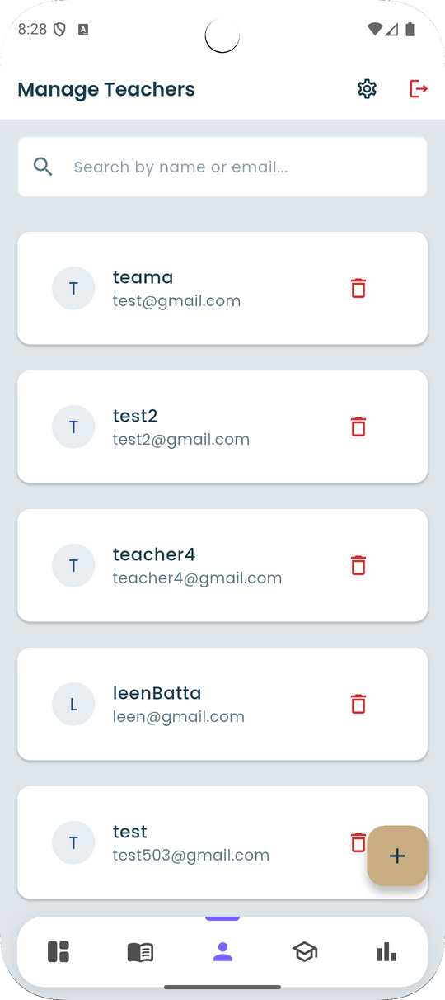 8:28
A
Manage Teachers
Search by name or email...
T
teama
test@gmail.com
T
test2
test2@gmail.com
T
teacher4
teacher4@gmail.com
L
leenBatta
leen@gmail.com
T
test
test503@gmail.com
+